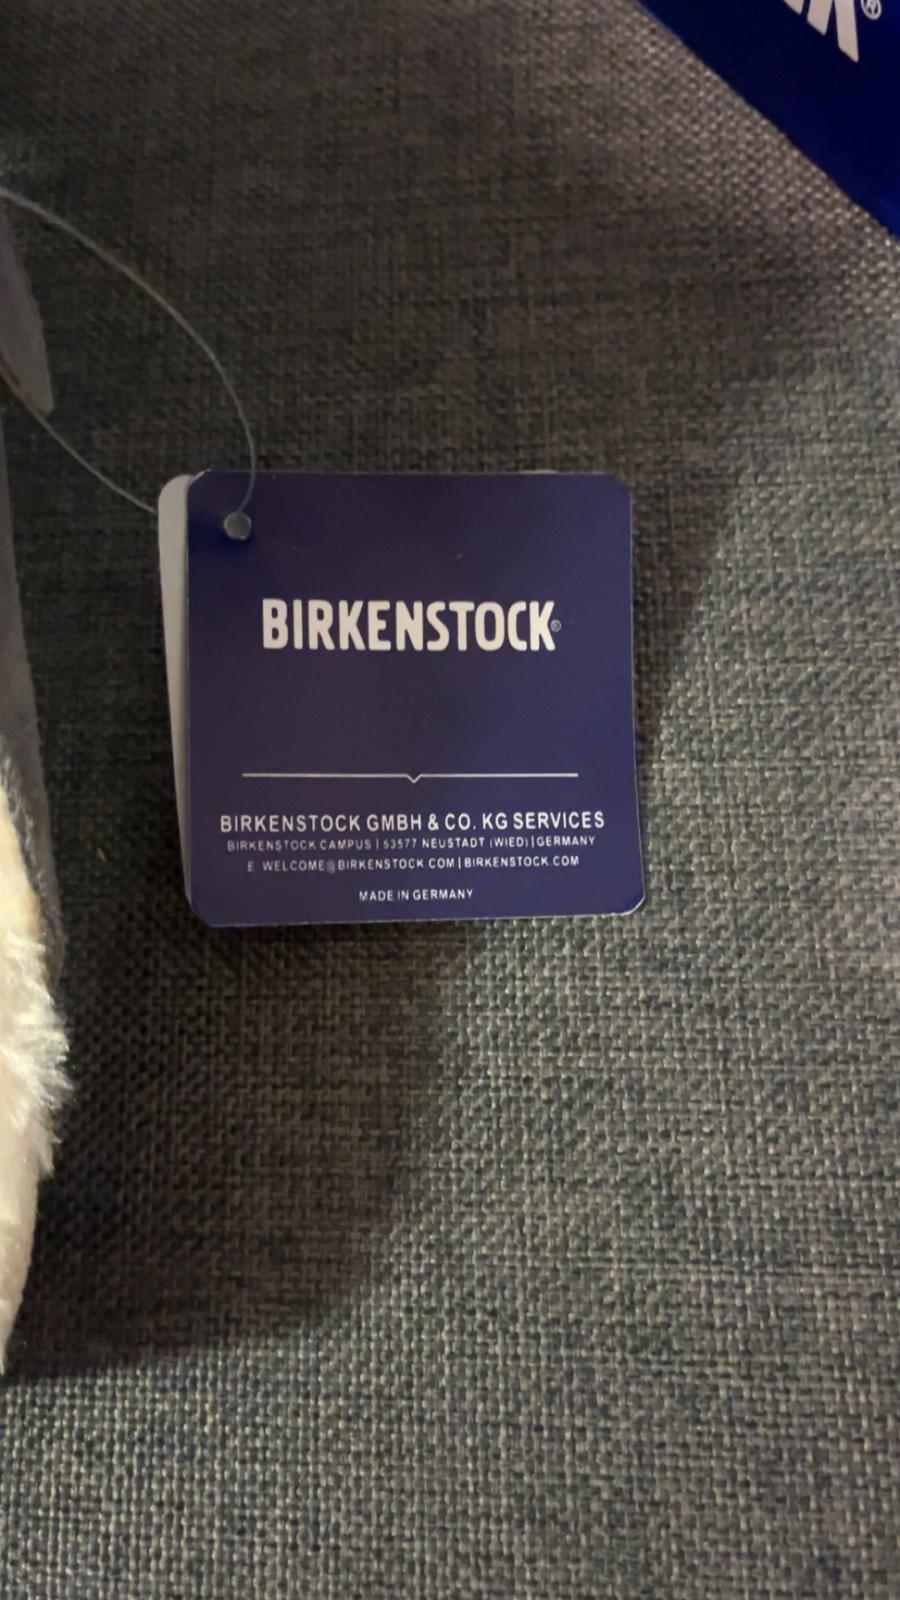 BIRKENSTOCK®
BIRKENSTOCK GMBH & CO. KG SERVICES
BIRKENSTOCK CAMPUS | 53577 NEUSTADT (WIED) | GERMANY
E WELCOME@BIRKENSTOCK.COM | BIRKENSTOCK.COM
MADE IN GERMANY